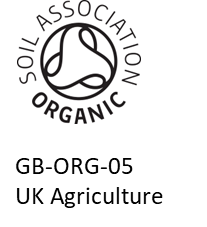 SOIL ASSOCIATION
ORGANIC
GB-ORG-05
UK Agriculture